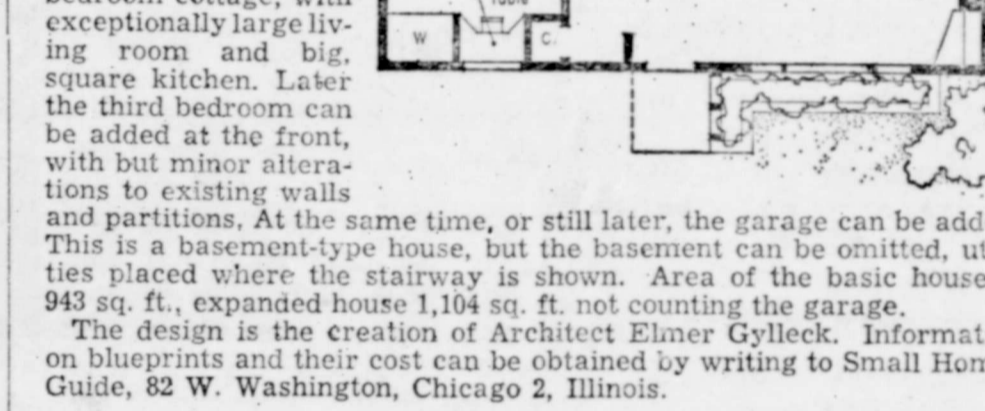 exceptionally large liv-
ing room and big,
square kitchen. Later
the third bedroom can
be added at the front,
with but minor altera-
tions to existing walls
and partitions, At the same time, or still later, the garage can be add
This is a basement-type house, but the basement can be omitted, ut
ties placed where the stairway is shown. Area of the basic house
943 sq. ft., expanded house 1,104 sq. ft. not counting the garage.
The design is the creation of Architect Elmer Gylleck. Informat
on blueprints and their cost can be obtained by writing to Small Hom
Guide, 82 W. Washington, Chicago 2, Illinois.
W
C